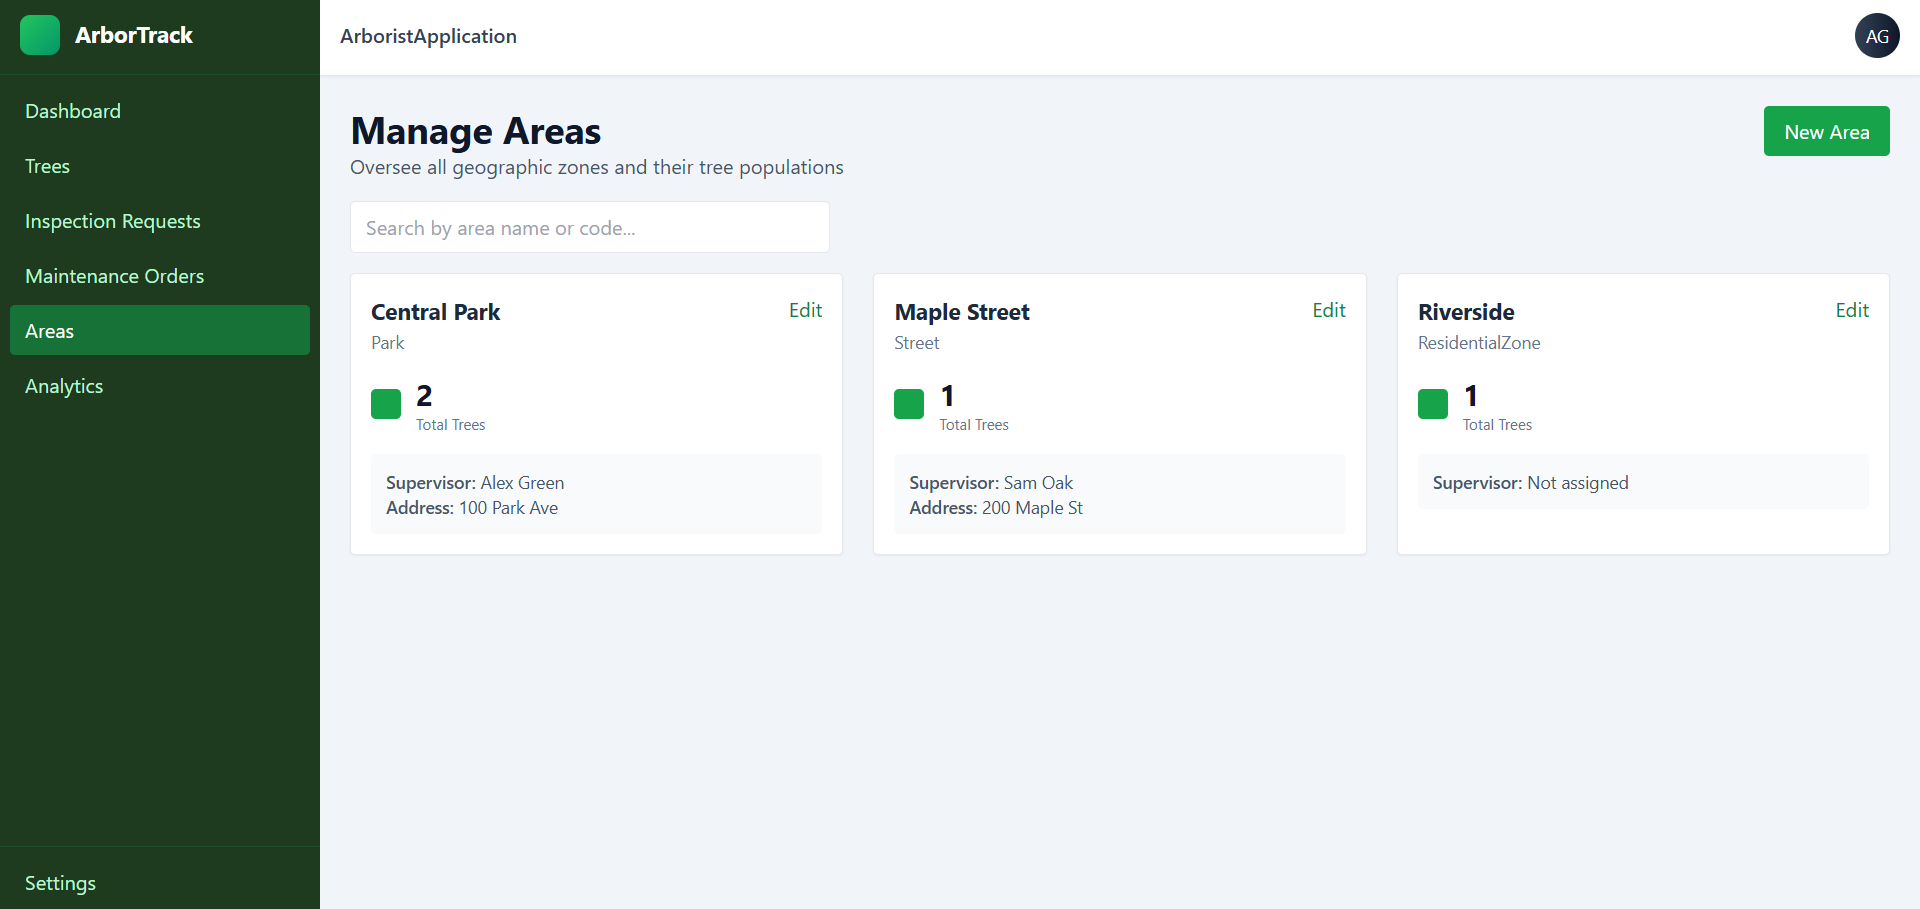 ArborTrack
Dashboard
Trees
Inspection Requests
Maintenance Orders
Areas
Analytics
Settings
ArboristApplication
AG
Manage Areas
Oversee all geographic zones and their tree populations
New Area
Search by area name or code...
Central Park
Edit
Park
2
Total Trees
Supervisor: Alex Green
Address: 100 Park Ave
Maple Street
Edit
Street
1
Total Trees
Supervisor: Sam Oak
Address: 200 Maple St
Riverside
Edit
ResidentialZone
1
Total Trees
Supervisor: Not assigned